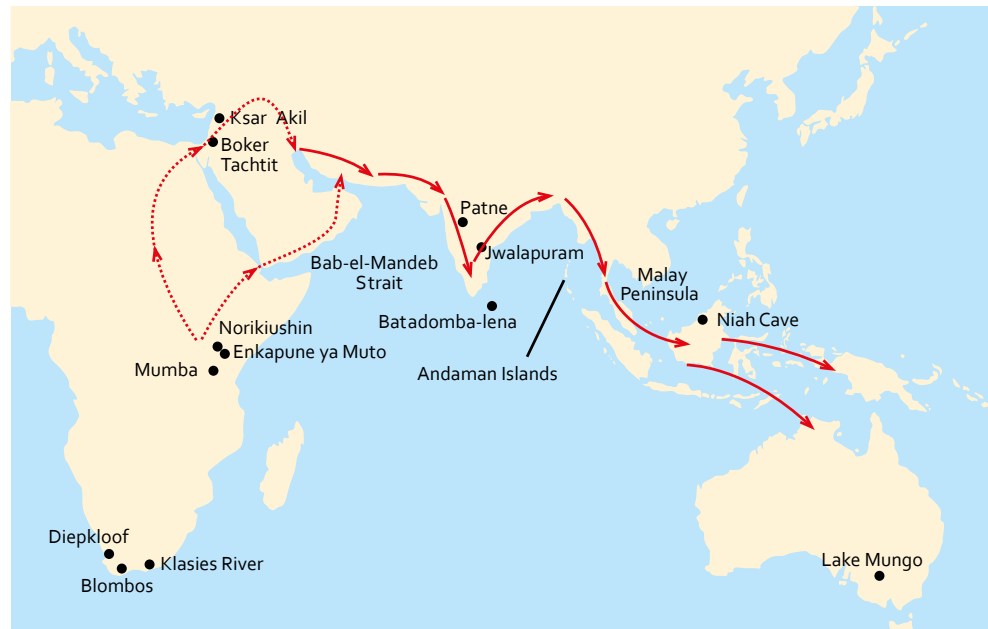 Ksar Akil
Boker
Tachtit
Patne
Jwalapuram
Bab-el-Mandeb
Strait
Malay
Peninsula
Batadomba-lena
Niah Cave
Norikiushin
Enkapune ya Muto
Mumba
Andaman Islands
Diepkloof
Klasies River
Blombos
Lake Mungo